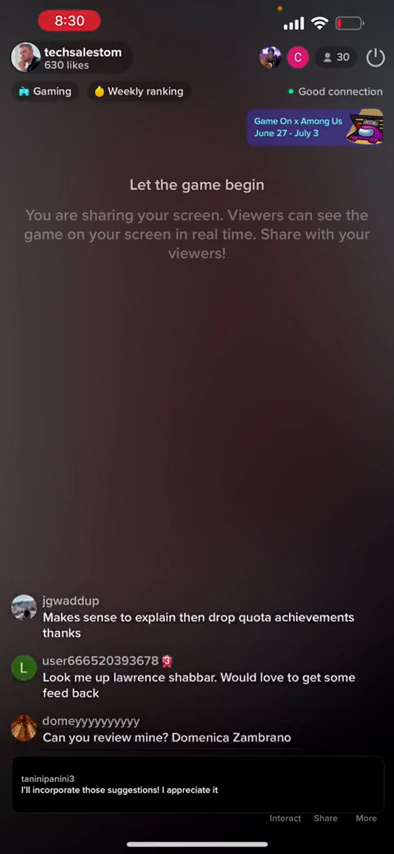 8:30
techsalestom
630 likes
C
30
Gaming
Weekly ranking
Good connection
Game On x Among Us
June 27 - July 3
Let the game begin
You are sharing your screen. Viewers can see the
game on your screen in real time. Share with your
viewers!
jgwaddup
Makes sense to explain then drop quota achievements
thanks
L
user666520393678 3
Look me up lawrence shabbar. Would love to get some
feed back
domeyyyyyyyyyy
Can you review mine? Domenica Zambrano
taninipanini3
I'll incorporate those suggestions! I appreciate it
Interact Share More